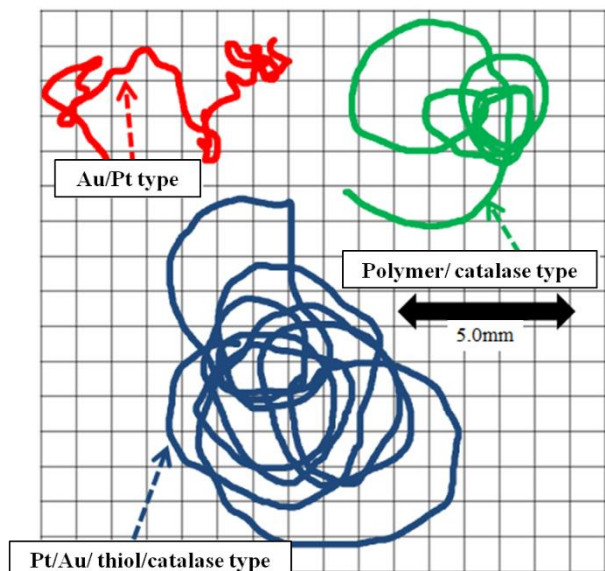 Au/Pt type
Polymer/ catalase type
5.0mm
Pt/Au/ thiol/catalase type